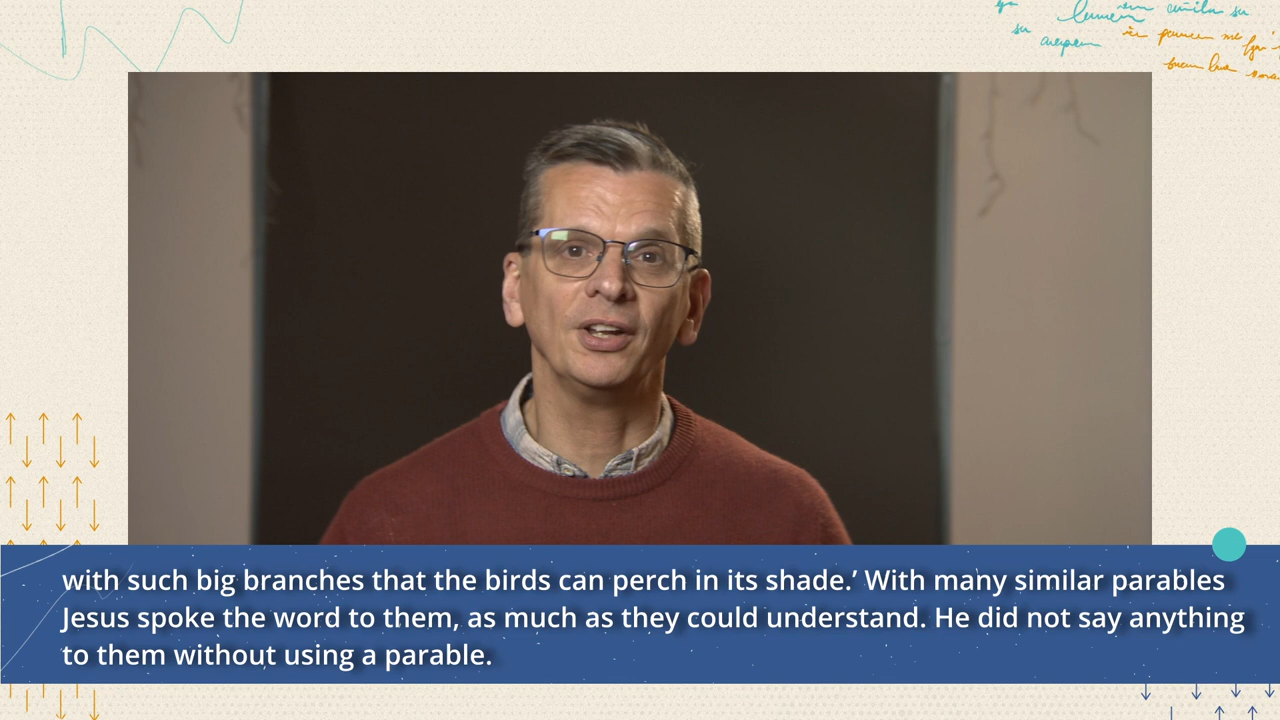 with such big branches that the birds can perch in its shade.’ With many similar parables
Jesus spoke the word to them, as much as they could understand. He did not say anything
to them without using a parable.